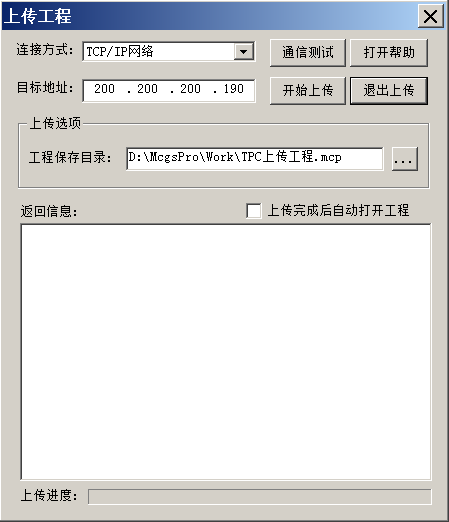 上传工程
连接方式: TCP/IP网络 通信测试 打开帮助
目标地址: 200 .200 .200 .190 开始上传 退出上传
上传选项
工程保存目录: D:\McgsPro\Work\TPC上传工程.mcp ...
返回信息: 上传完成后自动打开工程
上传进度: